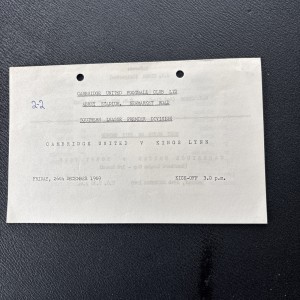 CAMBRIDGE UNITED FOOTBALL CLUB LTD
ABBEY STADIUM, NEWMARKET ROAD
2-2
SOUTHERN LEAGUE PREMIER DIVISION
CAMBRIDGE UNITED V KINGS LYNN
FRIDAY, 26th DECEMBER 1969 KICK-OFF 3.0 p.m.